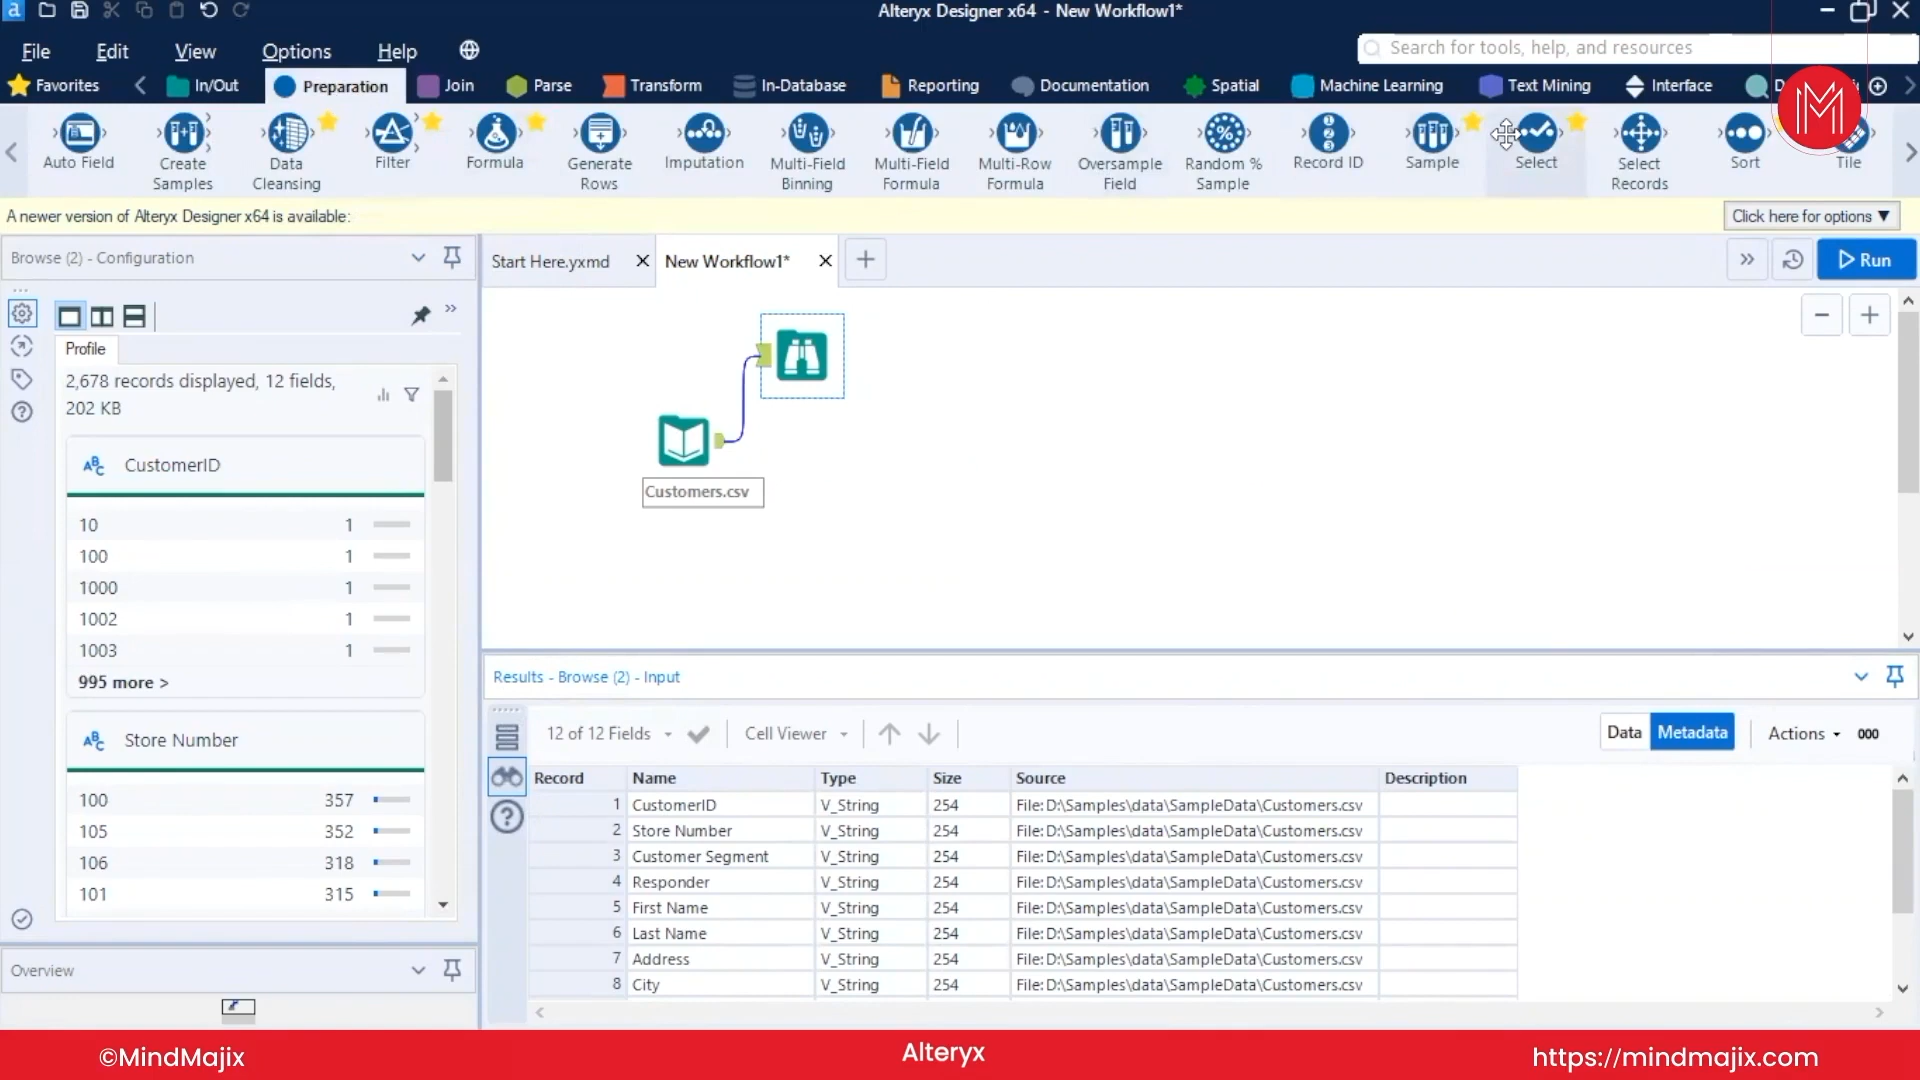 Alteryx Designer x64 - New Workflow1*
File Edit View Options Help
Search for tools, help, and resources
Favorites In/Out Preparation Join Parse Transform In-Database Reporting Documentation Spatial Machine Learning Text Mining Interface
Auto Field
Create Samples
Data Cleansing
Filter
Formula
Generate Rows
Imputation
Multi-Field Binning
Multi-Field Formula
Multi-Row Formula
Oversample Field
Random % Sample
Record ID
Sample
Select
Select Records
Sort
Tile
A newer version of Alteryx Designer x64 is available:
Click here for options ▼
Browse (2) - Configuration
Start Here.yxmd
New Workflow1*
Run
Profile
2,678 records displayed, 12 fields,
202 KB
ABC CustomerID
10 1
100 1
1000 1
1002 1
1003 1
995 more >
ABC Store Number
100 357
105 352
106 318
101 315
Overview
Customers.csv
Results - Browse (2) - Input
12 of 12 Fields Cell Viewer Data Metadata Actions 000
Record Name Type Size Source Description
1 CustomerID V_String 254 File: D:\Samples\data\SampleData\Customers.csv
2 Store Number V_String 254 File: D:\Samples\data\SampleData\Customers.csv
3 Customer Segment V_String 254 File: D:\Samples\data\SampleData\Customers.csv
4 Responder V_String 254 File: D:\Samples\data\SampleData\Customers.csv
5 First Name V_String 254 File: D:\Samples\data\SampleData\Customers.csv
6 Last Name V_String 254 File: D:\Samples\data\SampleData\Customers.csv
7 Address V_String 254 File: D:\Samples\data\SampleData\Customers.csv
8 City V_String 254 File: D:\Samples\data\SampleData\Customers.csv
©MindMajix
Alteryx
https://mindmajix.com